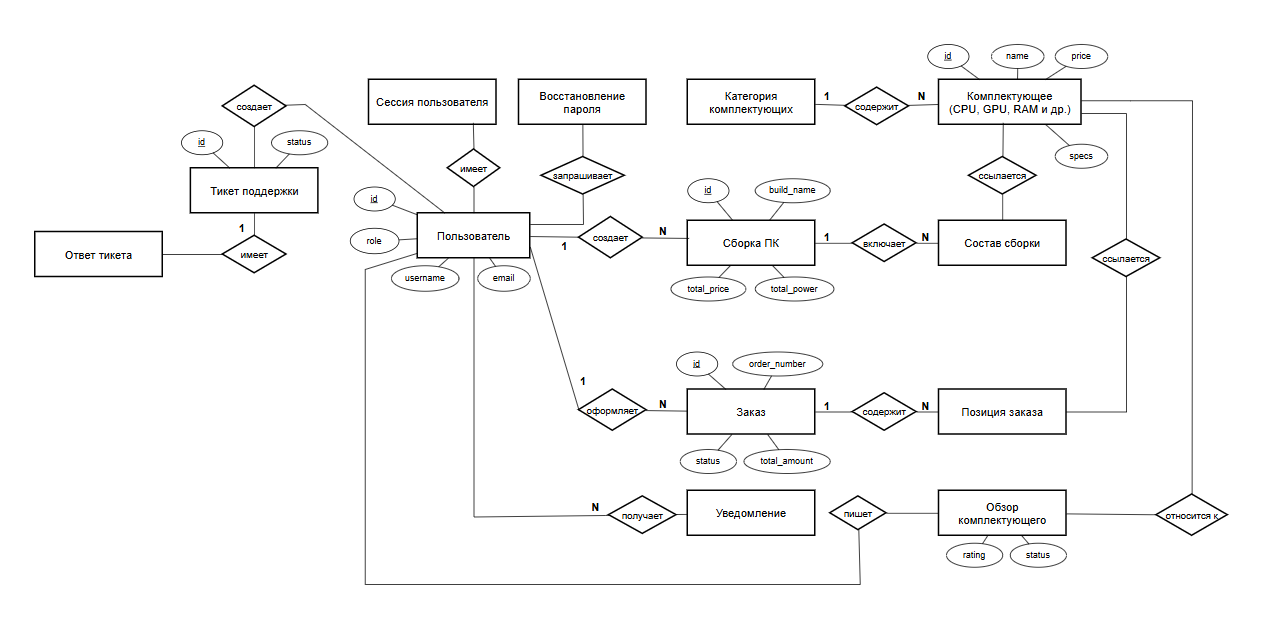 id
name
price
создает
Сессия пользователя
Восстановление
пароля
Категория
комплектующих
1
содержит
N
Комплектующее
(CPU, GPU, RAM и др.)
id
status
specs
имеет
запрашивает
ссылается
Тикет поддержки
id
id
build_name
1
Ответ тикета
имеет
role
Пользователь
1
создает
N
Сборка ПК
1
включает
N
Состав сборки
ссылается
username
email
total_price
total_power
id
order_number
1
оформляет
N
Заказ
1
содержит
N
Позиция заказа
status
total_amount
N
получает
Уведомление
пишет
Обзор
комплектующего
относится к
rating
status